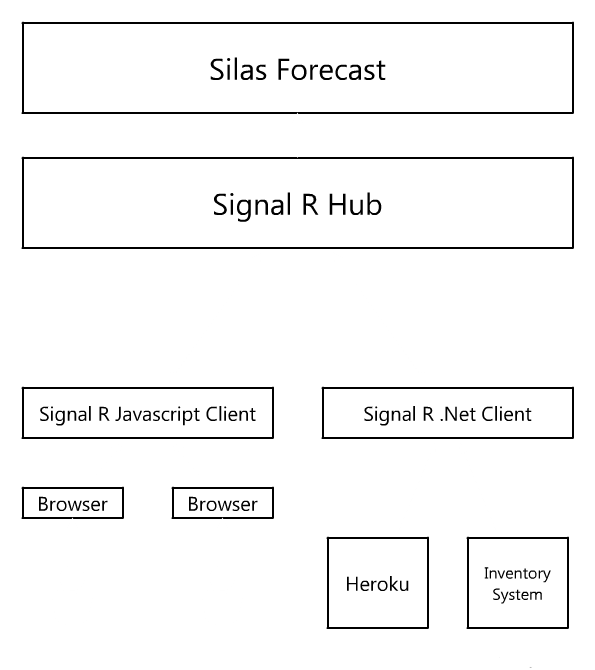 Silas Forecast
Signal R Hub
Signal R Javascript Client
Signal R .Net Client
Browser
Browser
Heroku
Inventory
System